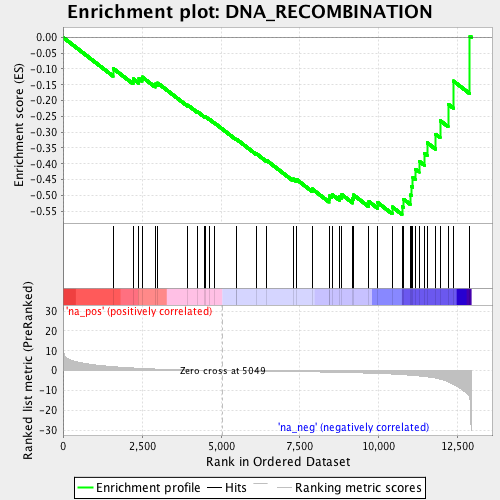 Enrichment plot: DNA_RECOMBINATION
Enrichment score (ES)
0.00
-0.05
-0.10
-0.15
-0.20
-0.25
-0.30
-0.35
-0.40
-0.45
-0.50
-0.55
'na_pos' (positively correlated)
Ranked list metric (PreRanked)
30
20
10
0
-10
-20
-30
Zero cross at 5049
'na_neg' (negatively correlated)
0
2,500
5,000
7,500
10,000
12,500
Rank in Ordered Dataset
Enrichment profile
Hits
Ranking metric scores